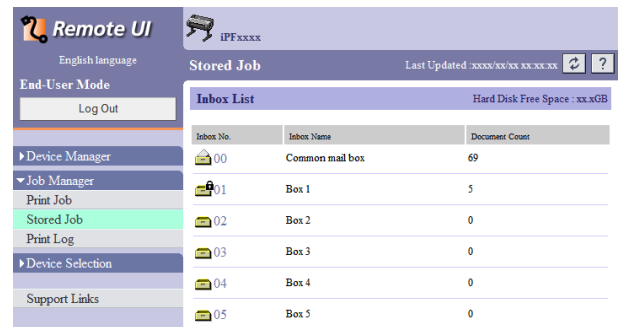 Remote UI
English language
End-User Mode
Log Out
Device Manager
Job Manager
Print Job
Stored Job
Print Log
Device Selection
Support Links
iPFxxxx
Stored Job Last Updated :xxxx/xx/xx xx:xx:xx ?
Inbox List Hard Disk Free Space : xx.xGB
Inbox No. Inbox Name Document Count
00 Common mail box 69
01 Box 1 5
02 Box 2 0
03 Box 3 0
04 Box 4 0
05 Box 5 0